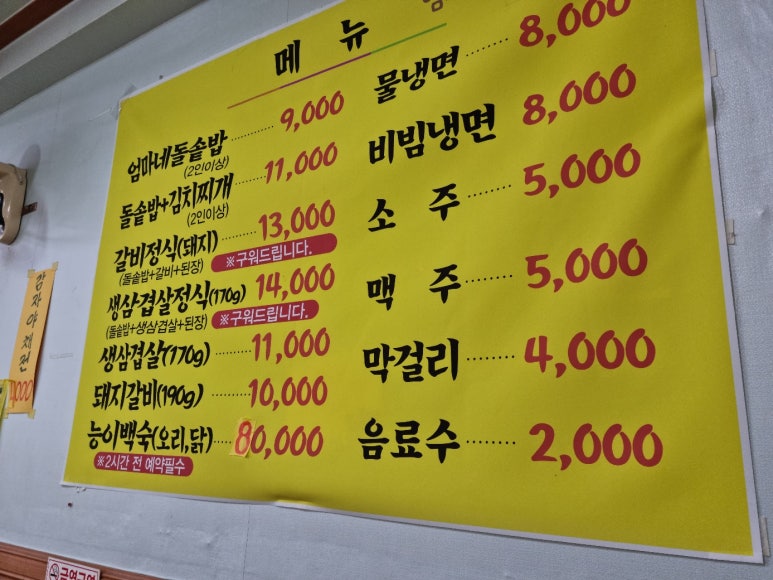 메 뉴
엄마네돌솥밥 ········ 9,000
(2인이상)
돌솥밥+김치찌개 ······· 11,000
(2인이상)
갈비정식(돼지) ········ 13,000
(돌솥밥+갈비+된장)
※구워드립니다.
생삼겹살정식(170g) 14,000
(돌솥밥+생삼겹살+된장)
※구워드립니다.
생삼겹살(170g) ······· 11,000
돼지갈비(190g) ········· 10,000
능이백숙(오리,닭) ······ 80,000
※2시간 전 예약필수
물냉면 ········ 8,000
비빔냉면 ······· 8,000
소 주 ········ 5,000
맥 주 ········ 5,000
막걸리 ········ 4,000
음료수 ······· 2,000
감자야채전
금연구역